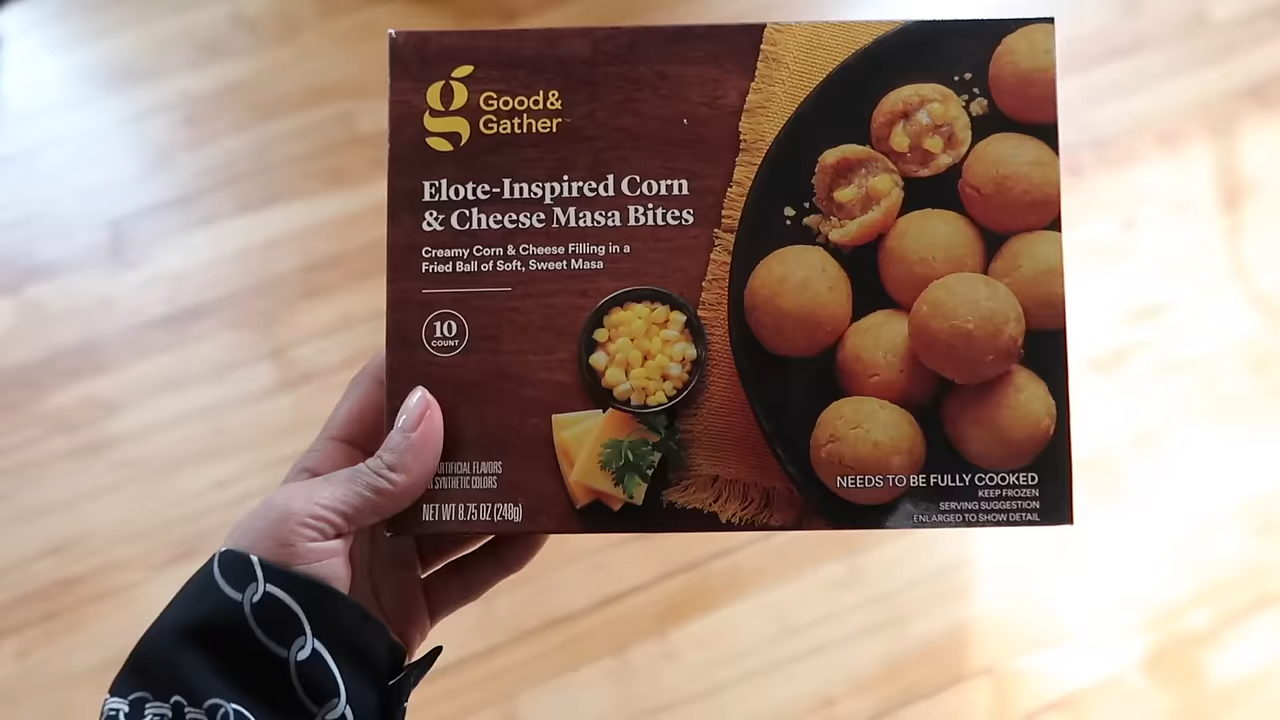 Good&
Gather™
Elote-Inspired Corn
& Cheese Masa Bites
Creamy Corn & Cheese Filling in a
Fried Ball of Soft, Sweet Masa
10
COUNT
ARTIFICIAL FLAVORS
SYNTHETIC COLORS
NET WT 8.75 OZ (248g)
NEEDS TO BE FULLY COOKED
KEEP FROZEN
SERVING SUGGESTION
ENLARGED TO SHOW DETAIL